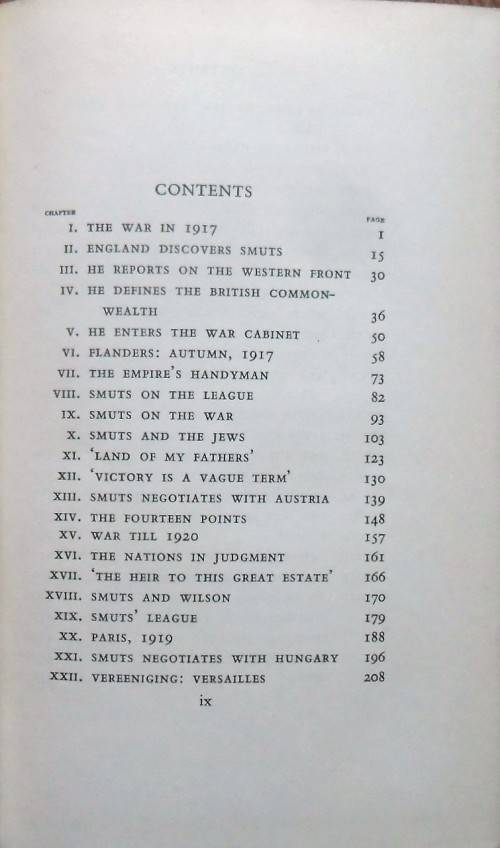 CONTENTS
CHAPTER PAGE
I. THE WAR IN 1917 1
II. ENGLAND DISCOVERS SMUTS 15
III. HE REPORTS ON THE WESTERN FRONT 30
IV. HE DEFINES THE BRITISH COMMON-
WEALTH 36
V. HE ENTERS THE WAR CABINET 50
VI. FLANDERS: AUTUMN, 1917 58
VII. THE EMPIRE'S HANDYMAN 73
VIII. SMUTS ON THE LEAGUE 82
IX. SMUTS ON THE WAR 93
X. SMUTS AND THE JEWS 103
XI. 'LAND OF MY FATHERS' 123
XII. 'VICTORY IS A VAGUE TERM' 130
XIII. SMUTS NEGOTIATES WITH AUSTRIA 139
XIV. THE FOURTEEN POINTS 148
XV. WAR TILL 1920 157
XVI. THE NATIONS IN JUDGMENT 161
XVII. 'THE HEIR TO THIS GREAT ESTATE' 166
XVIII. SMUTS AND WILSON 170
XIX. SMUTS' LEAGUE 179
XX. PARIS, 1919 188
XXI. SMUTS NEGOTIATES WITH HUNGARY 196
XXII. VEREENIGING: VERSAILLES 208
ix